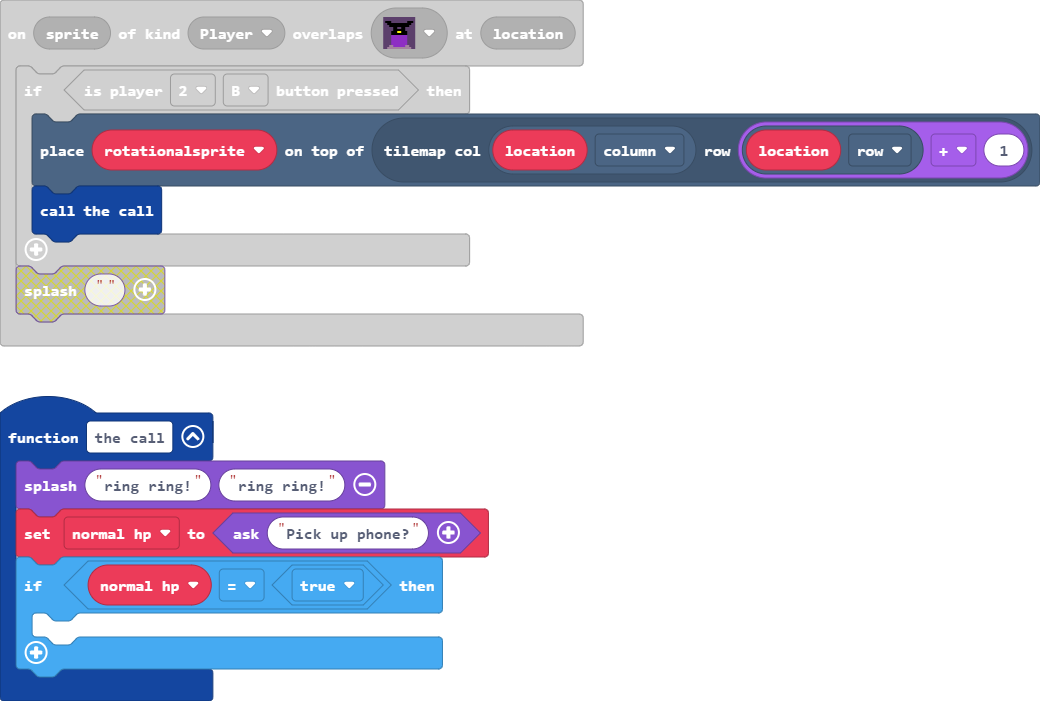 on sprite of kind Player overlaps at location
if is player 2 B button pressed then
place rotationalsprite on top of tilemap col location column row location row + 1
call the call
splash " "
function the call
splash "ring ring!" "ring ring!"
set normal hp to ask "Pick up phone?"
if normal hp = true then